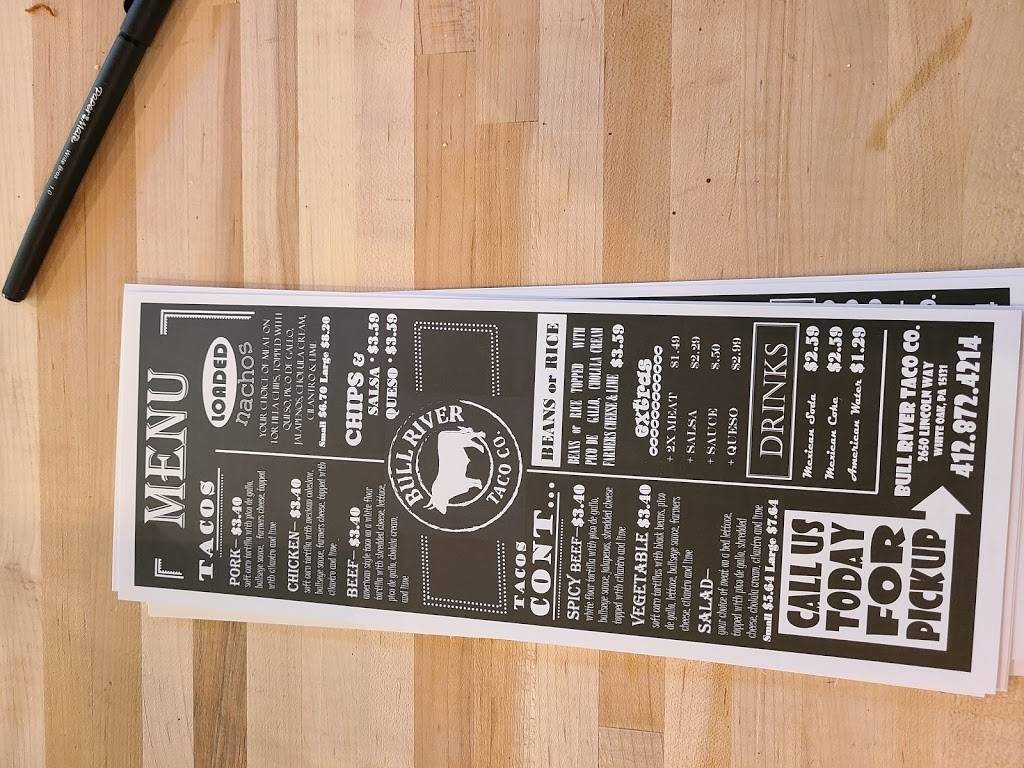 MENU
TACOS
PORK—$3.40
soft corn tortilla with pico de gallo,
bullseye sauce, farmers cheese, topped
with cilantro and lime
CHICKEN—$3.40
soft corn tortilla with mexican coleslaw,
bullseye sauce, farmers cheese, topped with
cilantro and lime
BEEF—$3.40
american style taco on a white flour
tortilla with shredded cheese, lettuce,
pico de gallo, cholula cream,
and lime
LOADED
nachos
YOUR CHOICE OF MEAT ON
TORTILLA CHIPS, TOPPED WITH
QUESO, PICO DE GALLO,
JALAPENOS, CHOLULA CREAM,
CILANTRO & LIME
Small $6.70 Large $8.20
CHIPS &
SALSA · $3.59
QUESO · $3.59
BULL RIVER
TACO CO.
TACOS
CONT...
SPICY BEEF—$3.40
white flour tortilla with pico de gallo,
bullseye sauce, jalapenos, shredded cheese
topped with cilantro and lime
VEGETABLE $3.40
soft corn tortillas with black beans, pico
de gallo, lettuce, bullseye sauce, farmers
cheese, cilantro and lime
SALAD—
your choice of meat on bed lettuce,
topped with pico de gallo, shredded
cheese, cholula cream, cilantro and lime
Small $5.64 Large $7.64
BEANS or RICE
BEANS or RICE TOPPED WITH
PICO DE GALLO, CHOLULA CREAM
FARMERS CHEESE & LIME $3.59
extras
+ 2X MEAT $1.49
+ SALSA $2.29
+ SAUCE $.50
+ QUESO $2.99
DRINKS
Mexican Soda $2.59
Mexican Coke $2.59
American Water $1.29
CALL US
TODAY
FOR
PICKUP
BULL RIVER TACO CO.
2650 LINCOLN WAY
WHITE OAK, PA 15131
412.872.4214
Paper Mate Write Bros 1.0